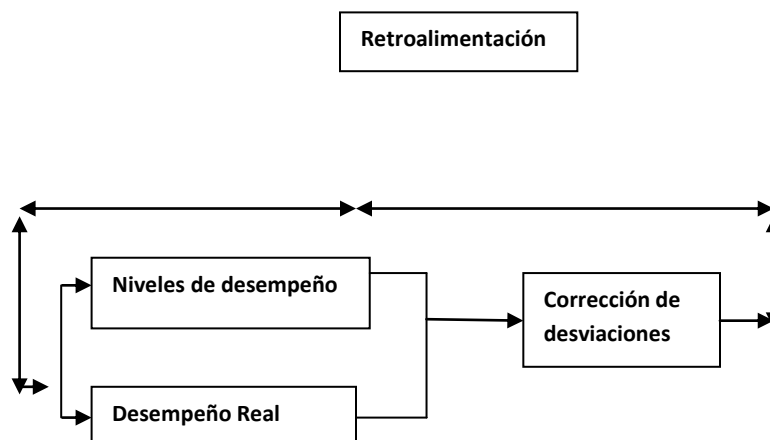 Retroalimentación
Niveles de desempeño
Corrección de
desviaciones
Desempeño Real